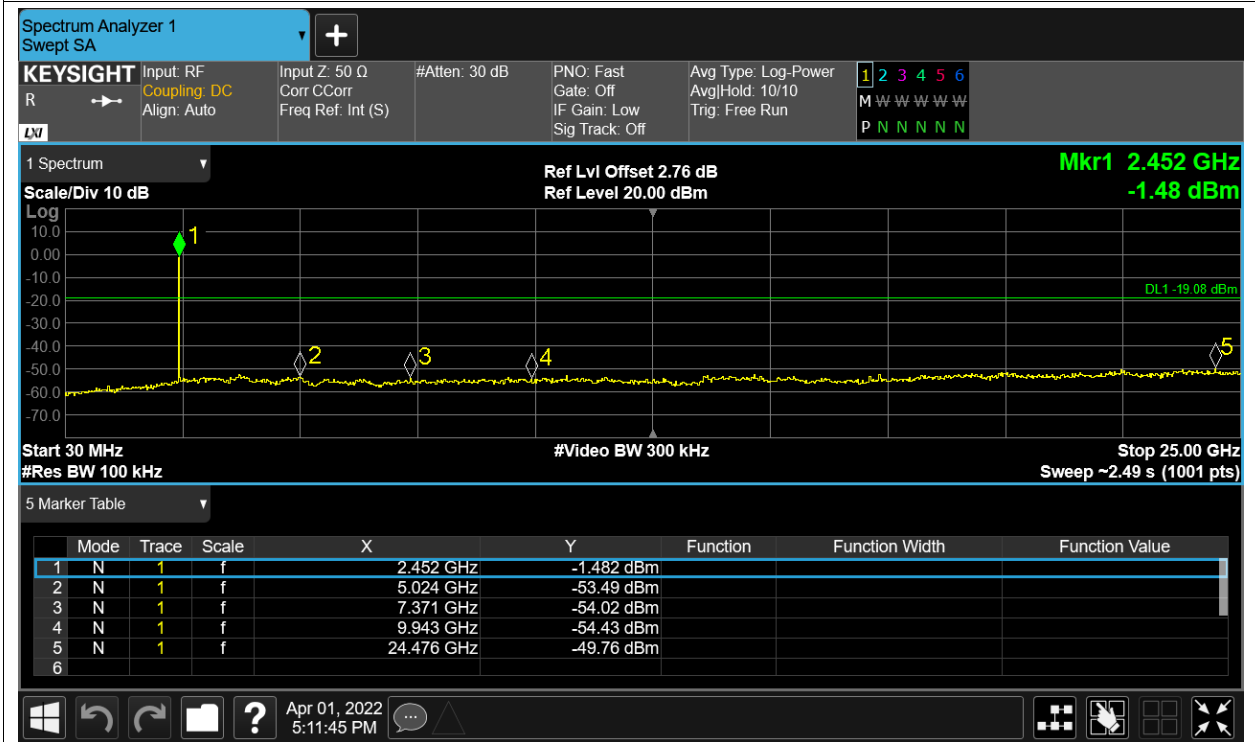 Spectrum Analyzer 1
Swept SA
+
KEYSIGHT Input: RF Input Z: 50 Ω #Atten: 30 dB PNO: Fast Avg Type: Log-Power 1 2 3 4 5 6
R Coupling: DC Corr CCorr Gate: Off Avg|Hold: 10/10 M W W W W W
Align: Auto Freq Ref: Int (S) IF Gain: Low Trig: Free Run
LXI Sig Track: Off P N N N N N
1 Spectrum Ref Lvl Offset 2.76 dB Mkr1 2.452 GHz
Scale/Div 10 dB Ref Level 20.00 dBm -1.48 dBm
Log
10.0 1
0.00
-10.0
DL1 -19.08 dBm
-20.0
-30.0
-40.0
2 3 4 5
-50.0
-60.0
-70.0
Start 30 MHz #Video BW 300 kHz Stop 25.00 GHz
#Res BW 100 kHz Sweep ~2.49 s (1001 pts)
5 Marker Table
Mode Trace Scale X Y Function Function Width Function Value
1 N 1 f 2.452 GHz -1.482 dBm
2 N 1 f 5.024 GHz -53.49 dBm
3 N 1 f 7.371 GHz -54.02 dBm
4 N 1 f 9.943 GHz -54.43 dBm
5 N 1 f 24.476 GHz -49.76 dBm
6
? Apr 01, 2022
5:11:45 PM